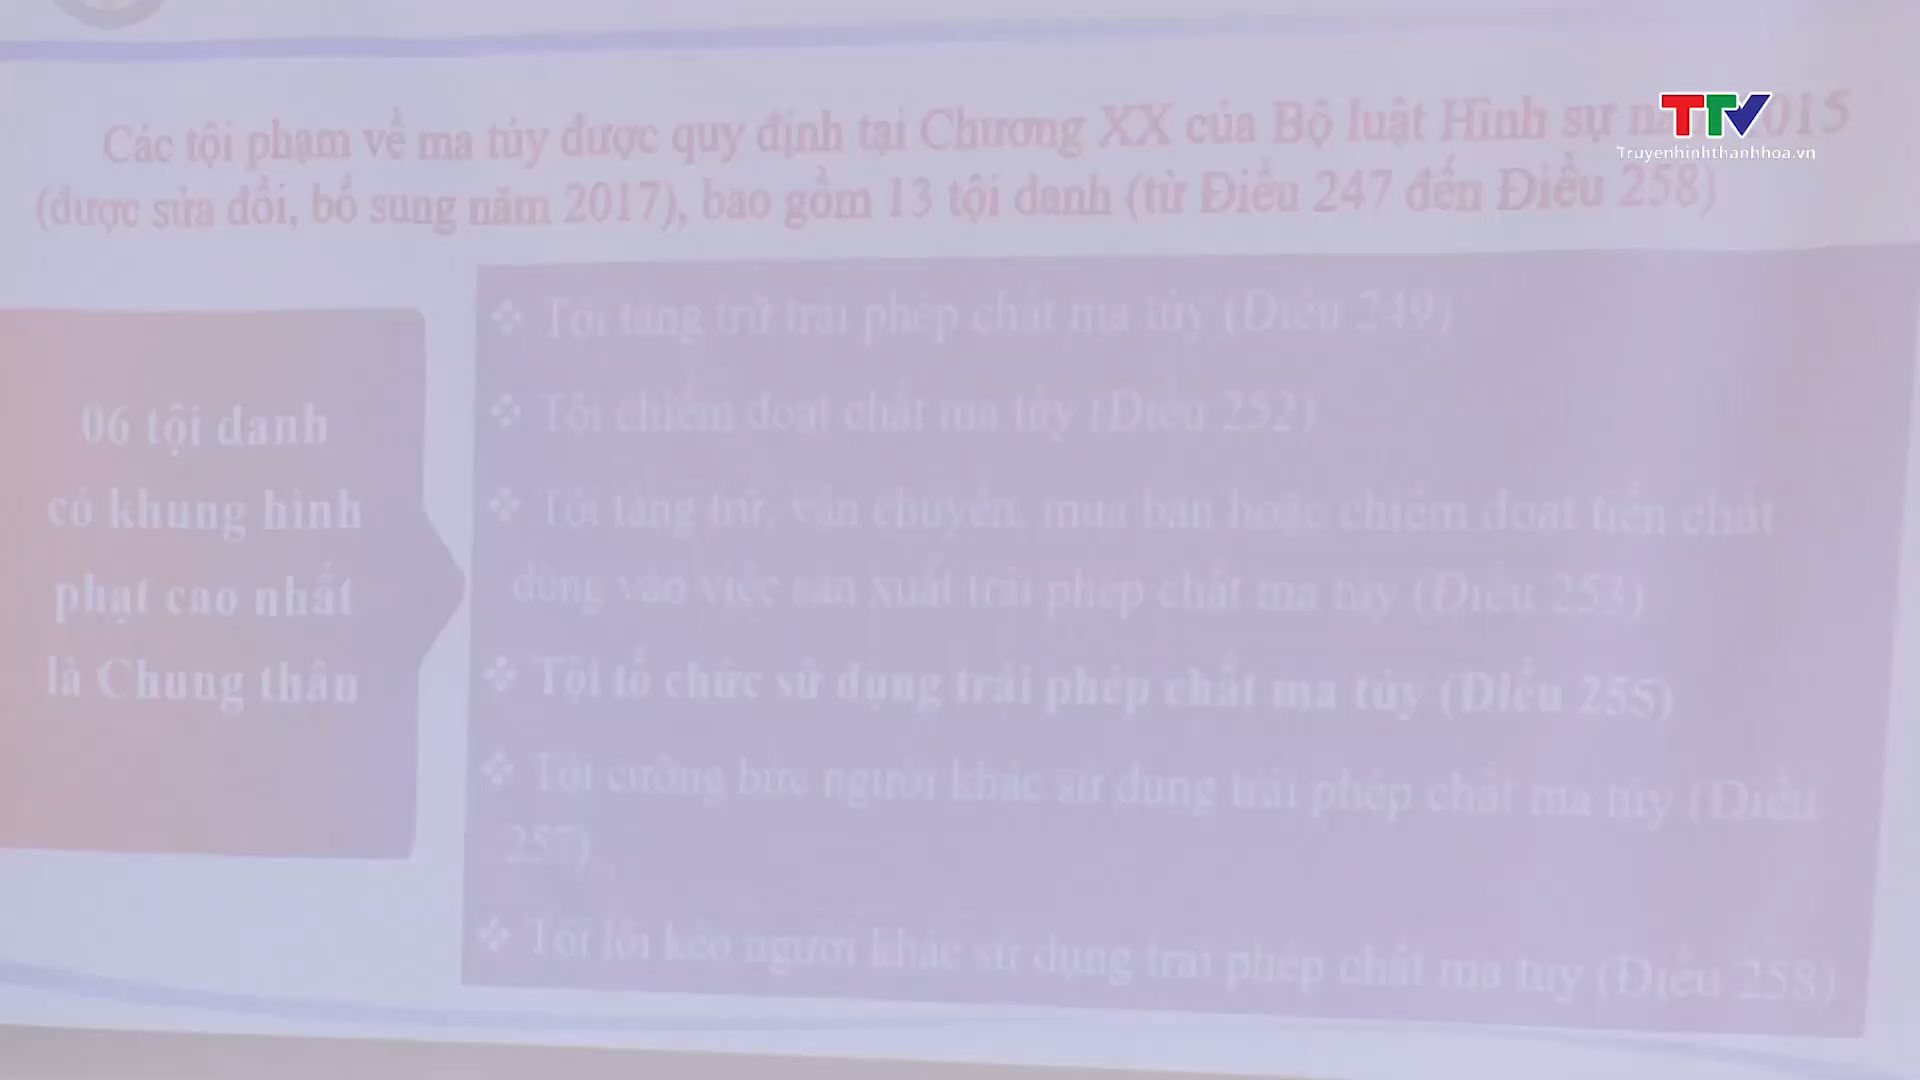 TTV
Truyenhinhthanhhoa.vn
Các tội phạm về ma túy được quy định tại Chương XX của Bộ luật Hình sự 2015
(được sửa đổi, bổ sung năm 2017), bao gồm 13 tội danh (từ Điều 247 đến Điều 258)
06 tội danh
có khung hình
phạt cao nhất
là Chung thân
❖ Tội tàng trữ trái phép chất ma túy (Điều 249)
❖ Tội chiếm đoạt chất ma túy (Điều 252)
❖ Tội tàng trữ, vận chuyển, mua bán hoặc chiếm đoạt tiền chất
dùng vào việc sản xuất trái phép chất ma túy (Điều 253)
❖ Tội tổ chức sử dụng trái phép chất ma túy (Điều 255)
❖ Tội cưỡng bức người khác sử dụng trái phép chất ma túy (Điều
257)
❖ Tội lôi kéo người khác sử dụng trái phép chất ma túy (Điều 258)